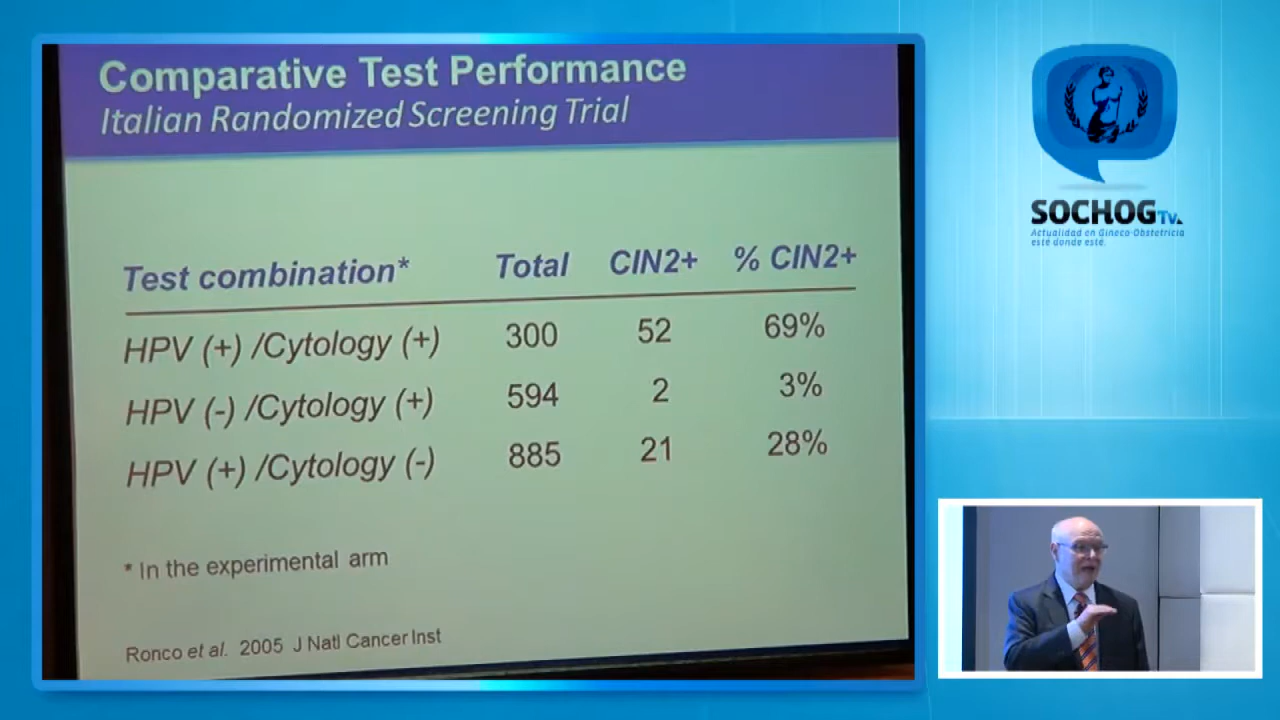 Comparative Test Performance
Italian Randomized Screening Trial
Test combination* Total CIN2+ % CIN2+
HPV (+) /Cytology (+) 300 52 69%
HPV (-) /Cytology (+) 594 2 3%
HPV (+) /Cytology (-) 885 21 28%
* In the experimental arm
Ronco et al. 2005 J Natl Cancer Inst
SOCHOGTv.
Actualidad en Gineco-Obstetricia
esté donde esté.